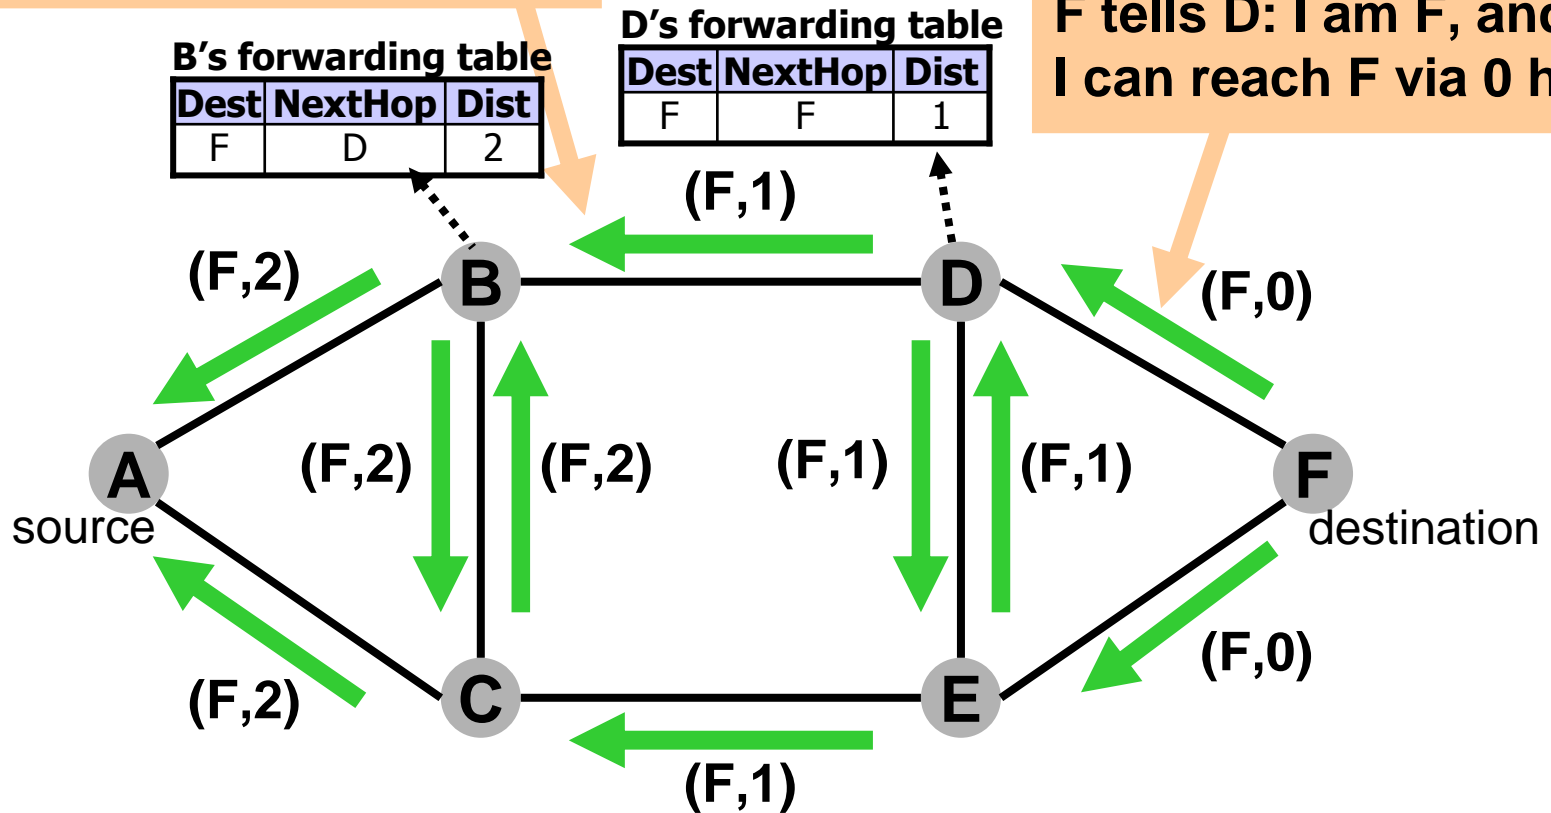 F tells D: I am F, and
I can reach F via 0 h
D's forwarding table
Dest NextHop Dist
F F 1
B's forwarding table
Dest NextHop Dist
F D 2
(F,1)
(F,2)
B
D
(F,0)
(F,2)
(F,2)
(F,1)
(F,1)
A
source
F
destination
(F,0)
(F,2)
C
E
(F,1)